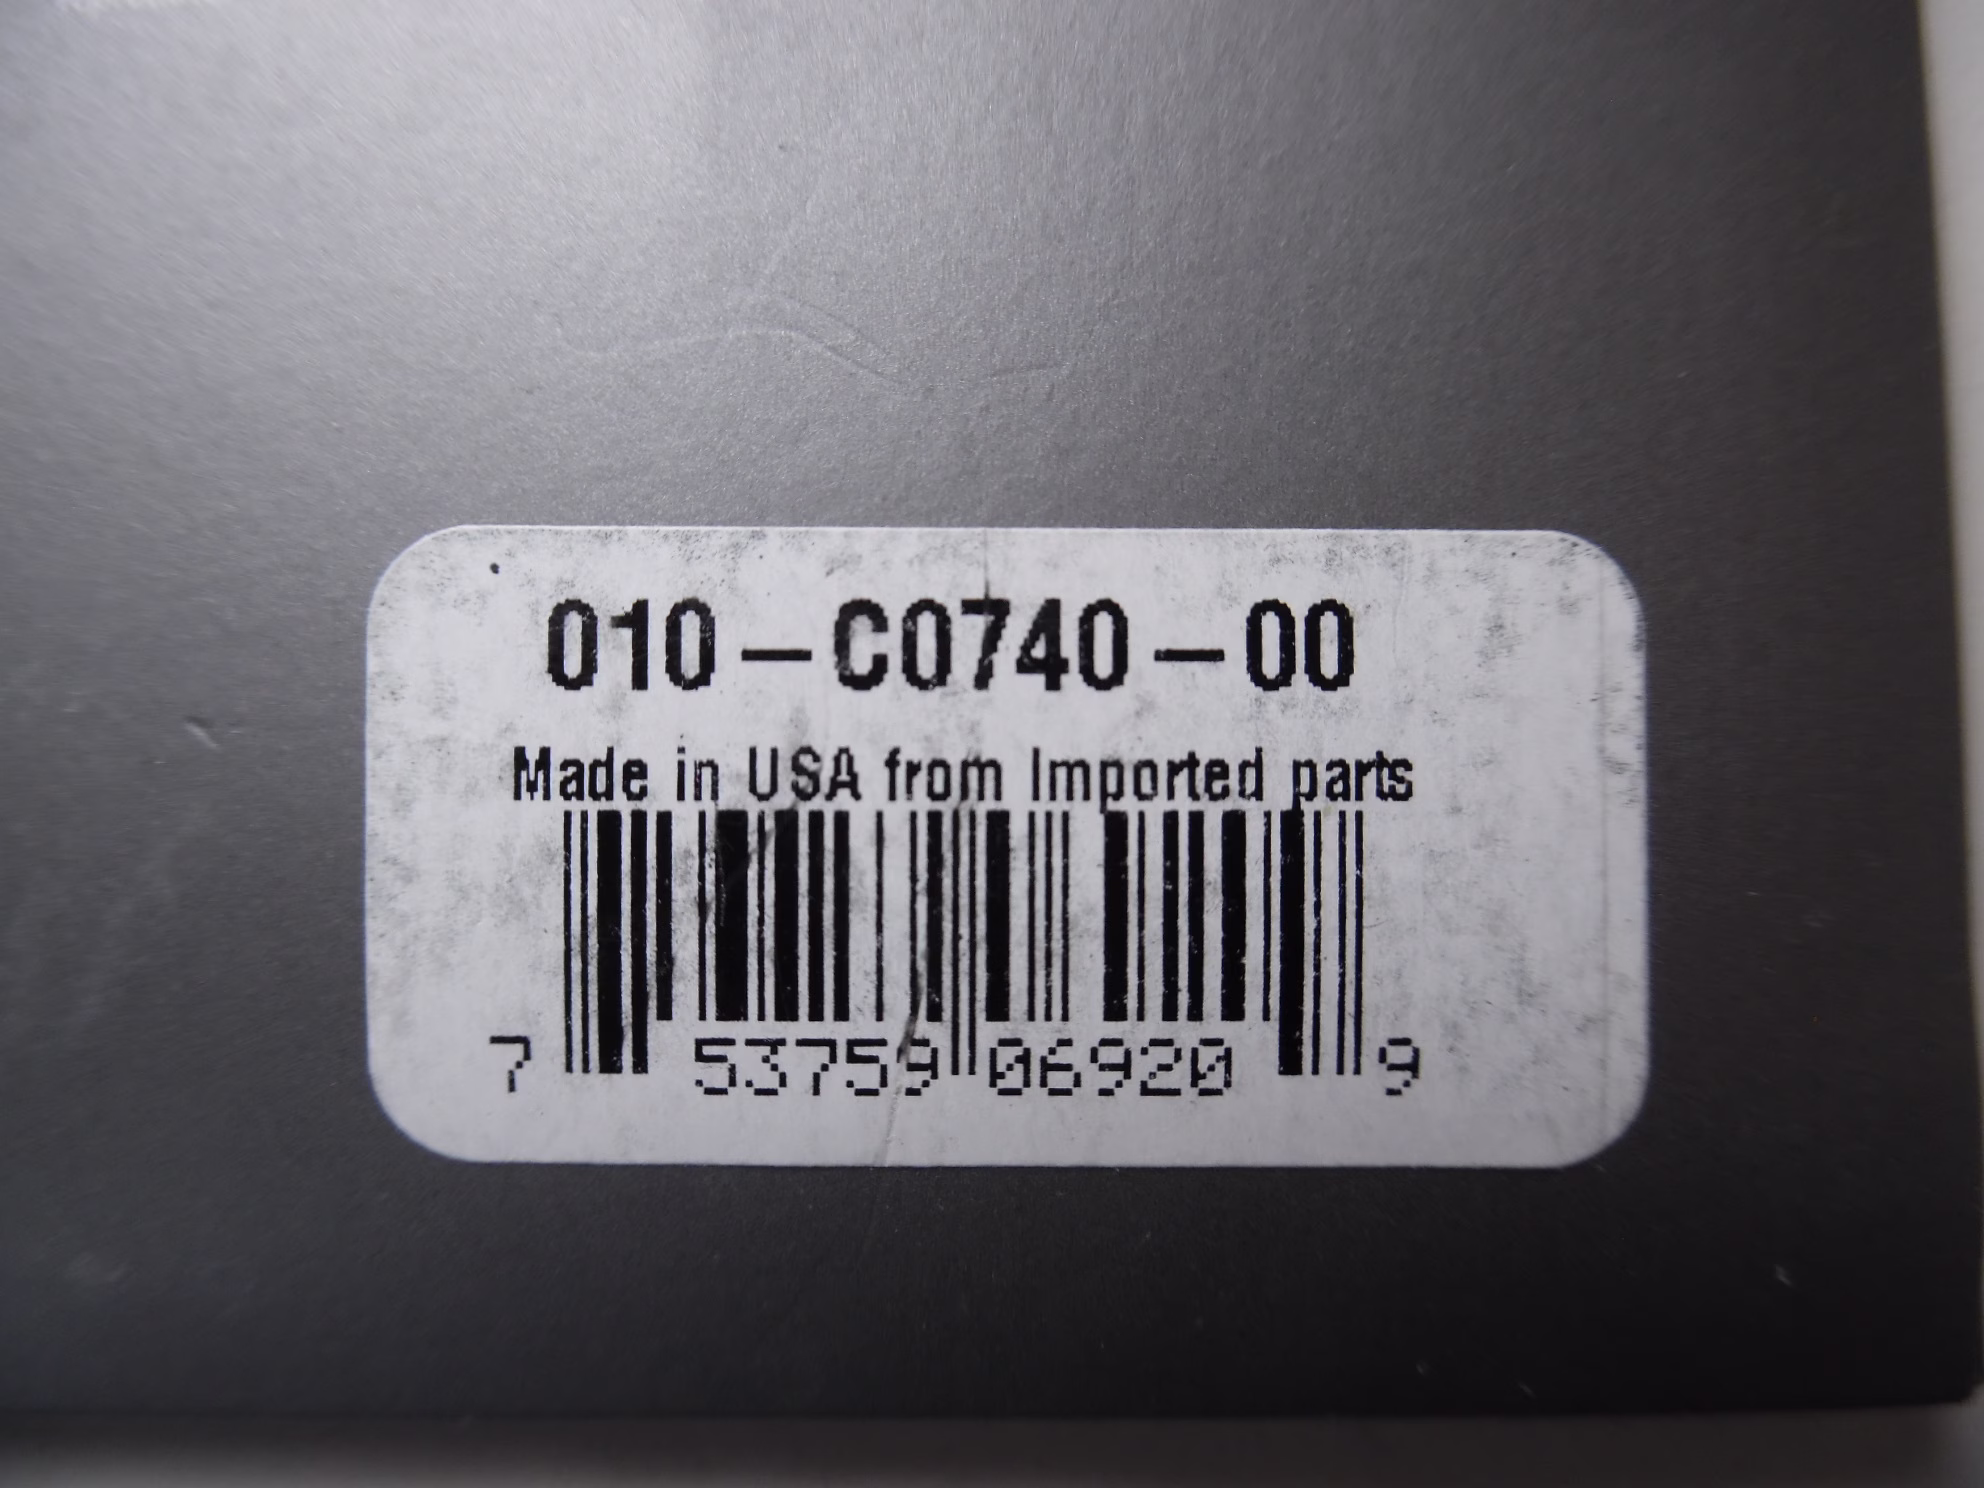 010-C0740-00
Made in USA from Imported parts
7 53759 06920 9